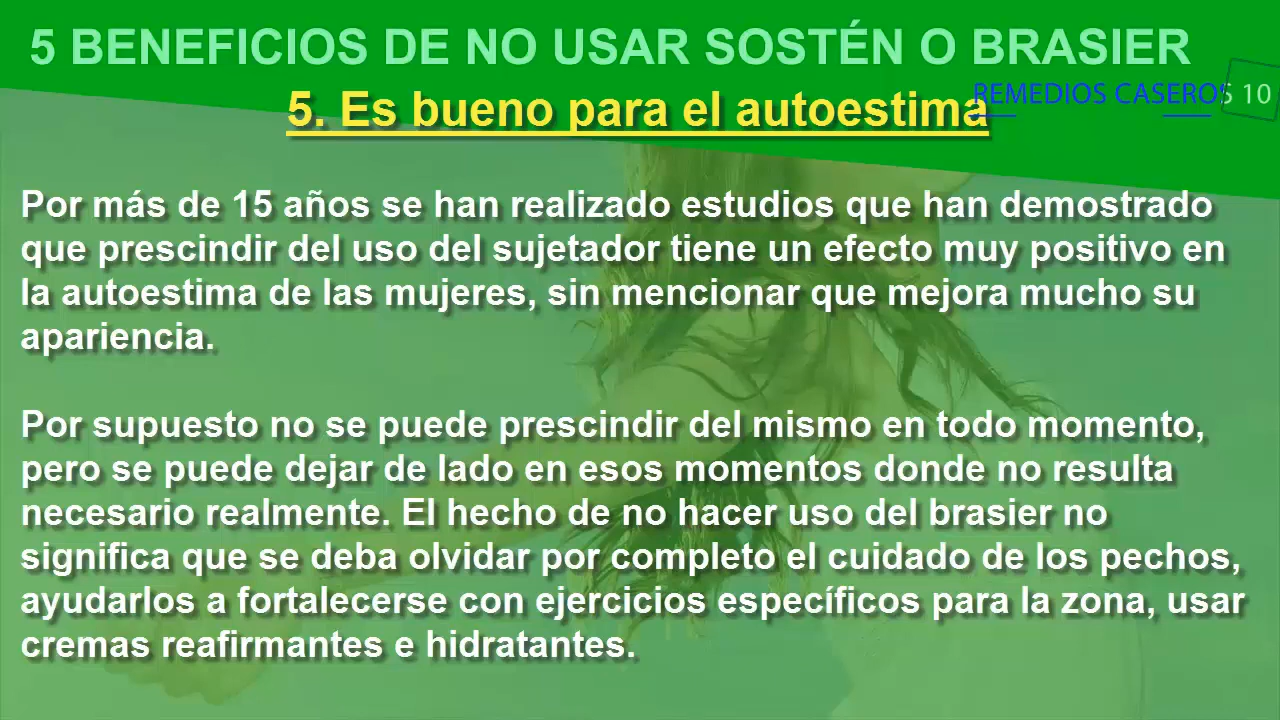 5 BENEFICIOS DE NO USAR SOSTÉN O BRASIER
5. Es bueno para el autoestima
REMEDIOS CASEROS 10
Por más de 15 años se han realizado estudios que han demostrado
que prescindir del uso del sujetador tiene un efecto muy positivo en
la autoestima de las mujeres, sin mencionar que mejora mucho su
apariencia.
Por supuesto no se puede prescindir del mismo en todo momento,
pero se puede dejar de lado en esos momentos donde no resulta
necesario realmente. El hecho de no hacer uso del brasier no
significa que se deba olvidar por completo el cuidado de los pechos,
ayudarlos a fortalecerse con ejercicios específicos para la zona, usar
cremas reafirmantes e hidratantes.